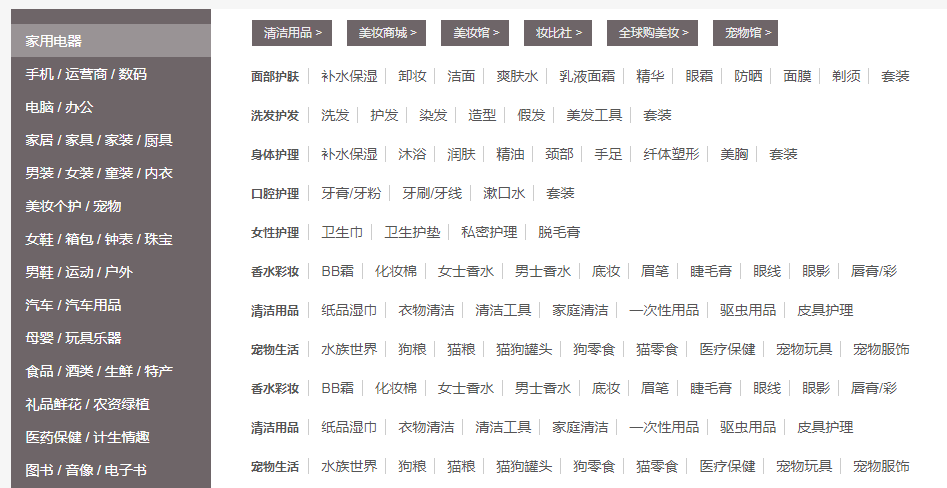 家用电器
手机 / 运营商 / 数码
电脑 / 办公
家居 / 家具 / 家装 / 厨具
男装 / 女装 / 童装 / 内衣
美妆个护 / 宠物
女鞋 / 箱包 / 钟表 / 珠宝
男鞋 / 运动 / 户外
汽车 / 汽车用品
母婴 / 玩具乐器
食品 / 酒类 / 生鲜 / 特产
礼品鲜花 / 农资绿植
医药保健 / 计生情趣
图书 / 音像 / 电子书
清洁用品 > 美妆商城 > 美妆馆 > 妆比社 > 全球购美妆 > 宠物馆 >
面部护肤 补水保湿 卸妆 洁面 爽肤水 乳液面霜 精华 眼霜 防晒 面膜 剃须 套装
洗发护发 洗发 护发 染发 造型 假发 美发工具 套装
身体护理 补水保湿 沐浴 润肤 精油 颈部 手足 纤体塑形 美胸 套装
口腔护理 牙膏/牙粉 牙刷/牙线 漱口水 套装
女性护理 卫生巾 卫生护垫 私密护理 脱毛膏
香水彩妆 BB霜 化妆棉 女士香水 男士香水 底妆 眉笔 睫毛膏 眼线 眼影 唇膏/彩
清洁用品 纸品湿巾 衣物清洁 清洁工具 家庭清洁 一次性用品 驱虫用品 皮具护理
宠物生活 水族世界 狗粮 猫粮 猫狗罐头 狗零食 猫零食 医疗保健 宠物玩具 宠物服饰
香水彩妆 BB霜 化妆棉 女士香水 男士香水 底妆 眉笔 睫毛膏 眼线 眼影 唇膏/彩
清洁用品 纸品湿巾 衣物清洁 清洁工具 家庭清洁 一次性用品 驱虫用品 皮具护理
宠物生活 水族世界 狗粮 猫粮 猫狗罐头 狗零食 猫零食 医疗保健 宠物玩具 宠物服饰